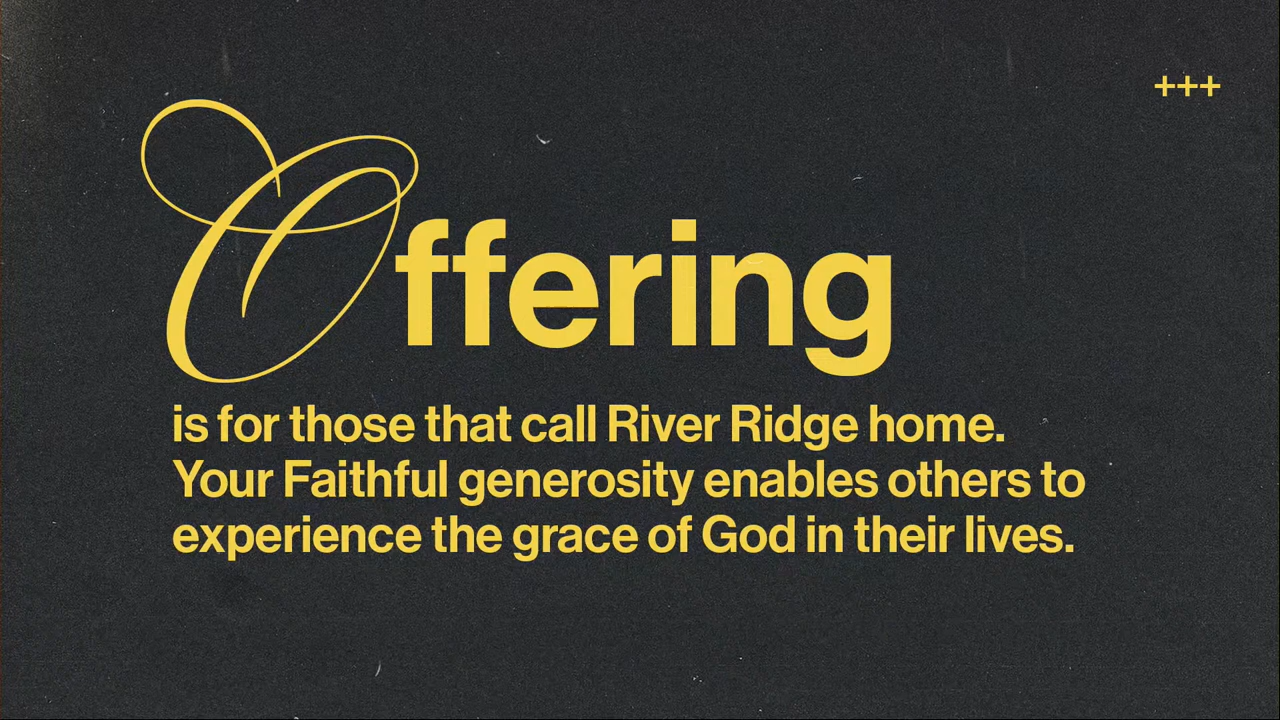 +++
Offering
is for those that call River Ridge home.
Your Faithful generosity enables others to
experience the grace of God in their lives.